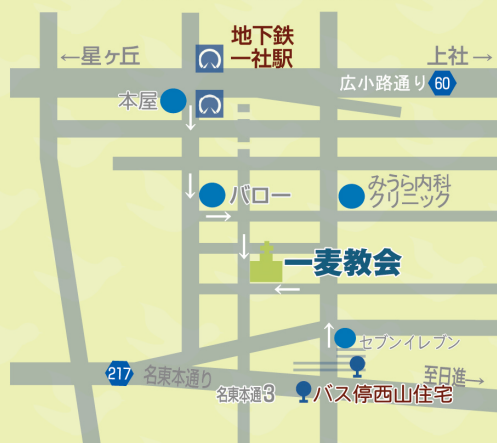 地下鉄
一社駅
←星ヶ丘
上社→
広小路通り 60
本屋
みうら内科
クリニック
バロー
一麦教会
セブンイレブン
217 名東本通り
至日進→
名東本通3
バス停西山住宅